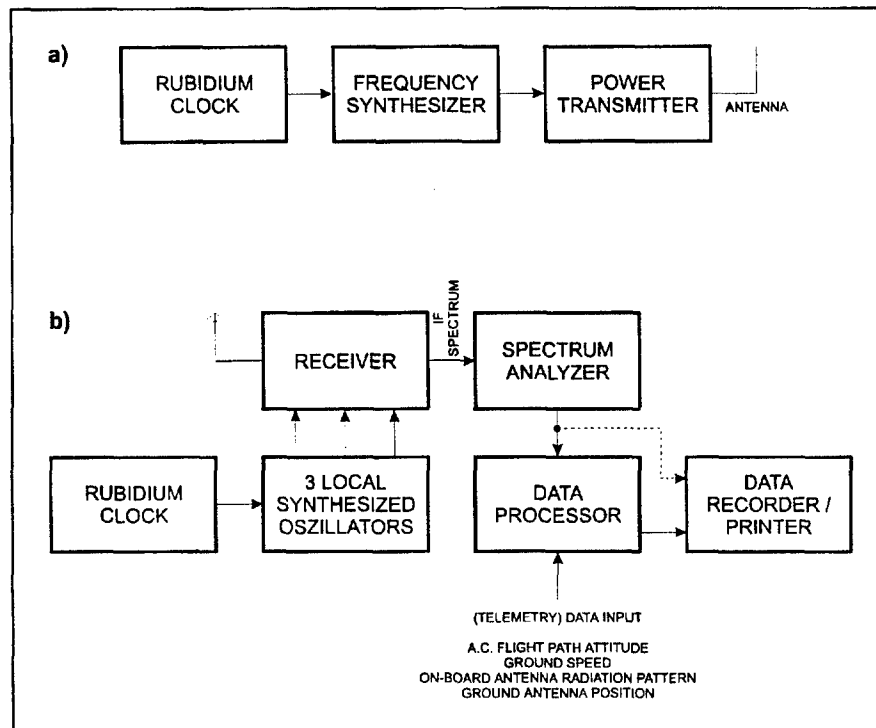 a)
RUBIDIUM
CLOCK
FREQUENCY
SYNTHESIZER
POWER
TRANSMITTER
ANTENNA
b)
RECEIVER
IF
SPECTRUM
SPECTRUM
ANALYZER
RUBIDIUM
CLOCK
3 LOCAL
SYNTHESIZED
OSZILLATORS
DATA
PROCESSOR
DATA
RECORDER /
PRINTER
(TELEMETRY) DATA INPUT
A.C. FLIGHT PATH ATTITUDE
GROUND SPEED
ON-BOARD ANTENNA RADIATION PATTERN
GROUND ANTENNA POSITION